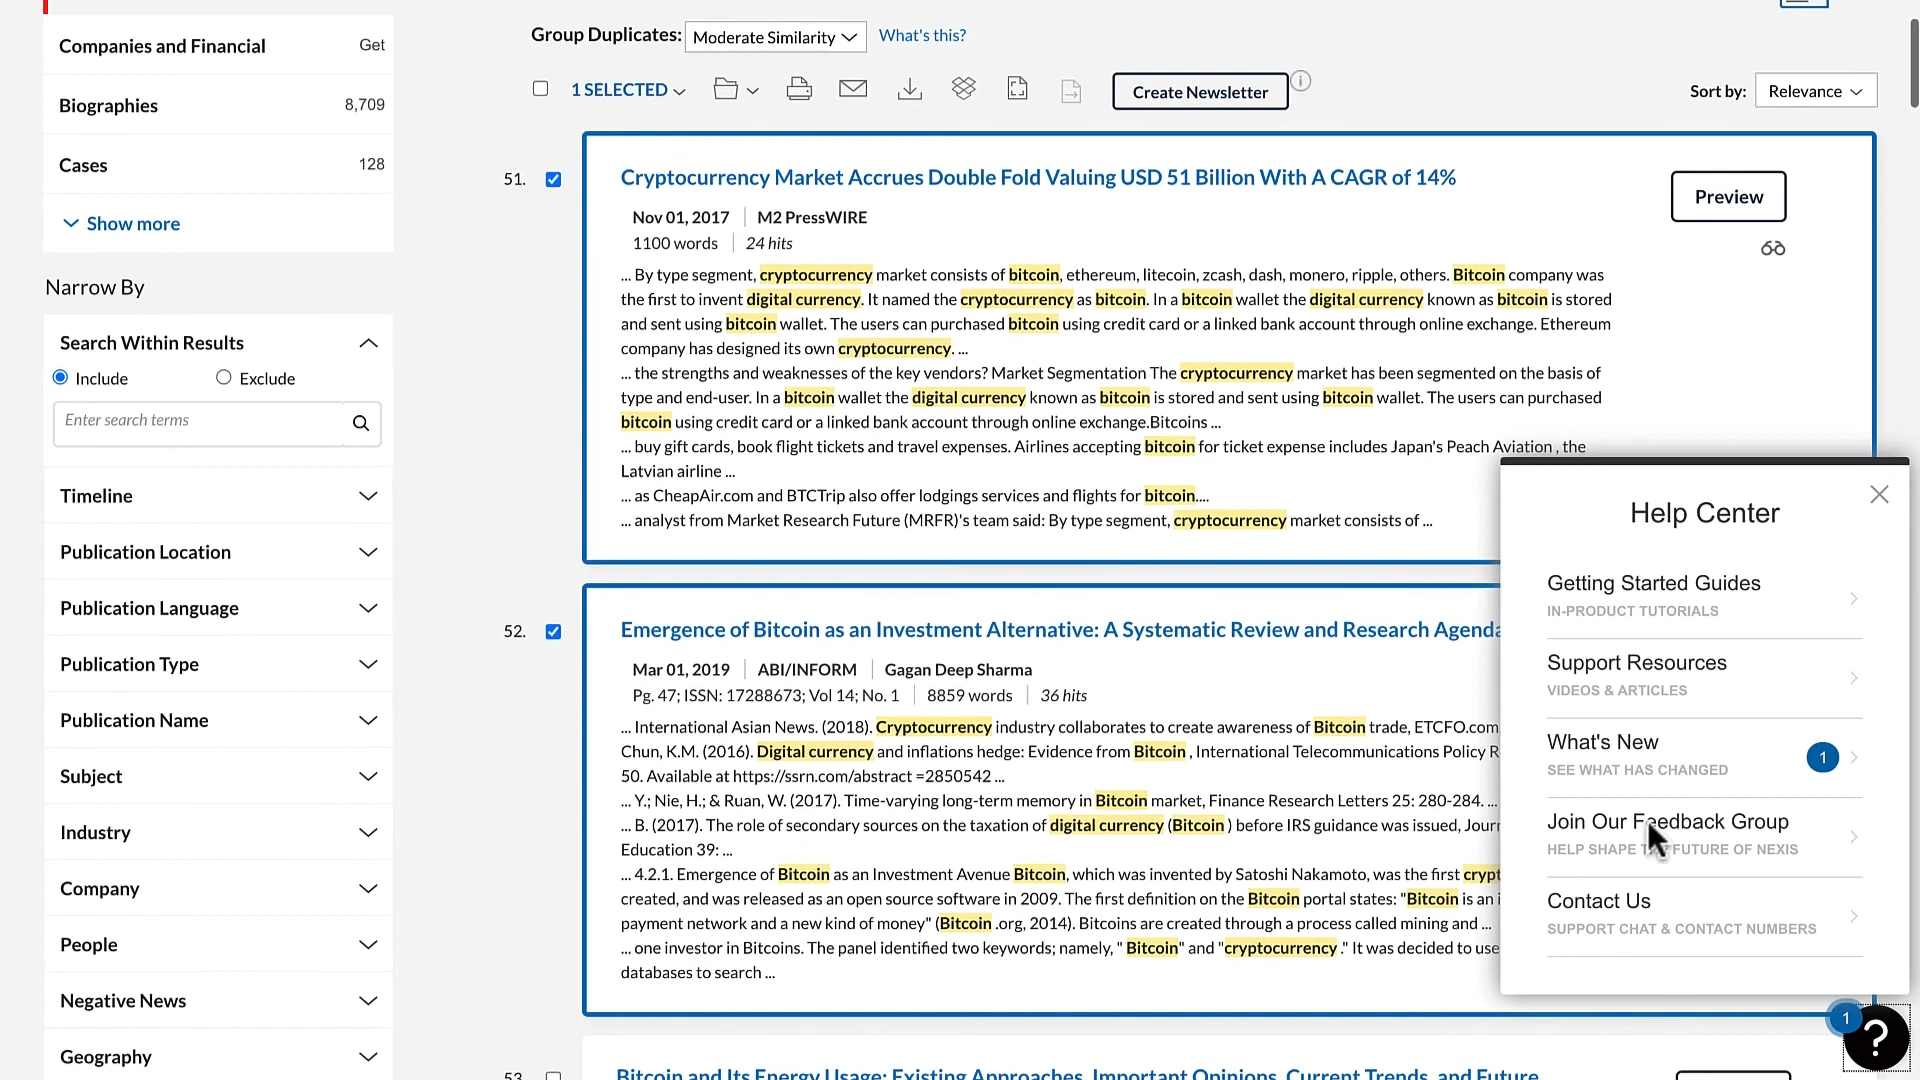 Companies and Financial Get
Biographies 8,709
Cases 128
Show more
Narrow By
Search Within Results
Include Exclude
Enter search terms
Timeline
Publication Location
Publication Language
Publication Type
Publication Name
Subject
Industry
Company
People
Negative News
Geography
Group Duplicates: Moderate Similarity What's this?
1 SELECTED Create Newsletter i
Sort by: Relevance
51. Cryptocurrency Market Accrues Double Fold Valuing USD 51 Billion With A CAGR of 14%
Preview
Nov 01, 2017 M2 PressWIRE
1100 words 24 hits
... By type segment, cryptocurrency market consists of bitcoin, ethereum, litecoin, zcash, dash, monero, ripple, others. Bitcoin company was
the first to invent digital currency. It named the cryptocurrency as bitcoin. In a bitcoin wallet the digital currency known as bitcoin is stored
and sent using bitcoin wallet. The users can purchased bitcoin using credit card or a linked bank account through online exchange. Ethereum
company has designed its own cryptocurrency. ...
... the strengths and weaknesses of the key vendors? Market Segmentation The cryptocurrency market has been segmented on the basis of
type and end-user. In a bitcoin wallet the digital currency known as bitcoin is stored and sent using bitcoin wallet. The users can purchased
bitcoin using credit card or a linked bank account through online exchange.Bitcoins ...
... buy gift cards, book flight tickets and travel expenses. Airlines accepting bitcoin for ticket expense includes Japan's Peach Aviation , the
Latvian airline ...
... as CheapAir.com and BTCTrip also offer lodgings services and flights for bitcoin....
... analyst from Market Research Future (MRFR)'s team said: By type segment, cryptocurrency market consists of ...
52. Emergence of Bitcoin as an Investment Alternative: A Systematic Review and Research Agenda
Mar 01, 2019 ABI/INFORM Gagan Deep Sharma
Pg. 47; ISSN: 17288673; Vol 14; No. 1 8859 words 36 hits
... International Asian News. (2018). Cryptocurrency industry collaborates to create awareness of Bitcoin trade, ETCFO.com
Chun, K.M. (2016). Digital currency and inflations hedge: Evidence from Bitcoin , International Telecommunications Policy R
50. Available at https://ssrn.com/abstract =2850542 ...
... Y.; Nie, H.; & Ruan, W. (2017). Time-varying long-term memory in Bitcoin market, Finance Research Letters 25: 280-284. ...
... B. (2017). The role of secondary sources on the taxation of digital currency (Bitcoin ) before IRS guidance was issued, Jour
Education 39: ...
... 4.2.1. Emergence of Bitcoin as an Investment Avenue Bitcoin, which was invented by Satoshi Nakamoto, was the first crypt
created, and was released as an open source software in 2009. The first definition on the Bitcoin portal states: "Bitcoin is an i
payment network and a new kind of money" (Bitcoin .org, 2014). Bitcoins are created through a process called mining and ...
... one investor in Bitcoins. The panel identified two keywords; namely, " Bitcoin" and "cryptocurrency ." It was decided to use
databases to search ...
53. Bitcoin and Its Energy Usage: Existing Approaches, Important Opinions, Current Trends, and Future
Help Center
Getting Started Guides
IN-PRODUCT TUTORIALS
Support Resources
VIDEOS & ARTICLES
What's New 1
SEE WHAT HAS CHANGED
Join Our Feedback Group
HELP SHAPE FUTURE OF NEXIS
Contact Us
SUPPORT CHAT & CONTACT NUMBERS
1
?